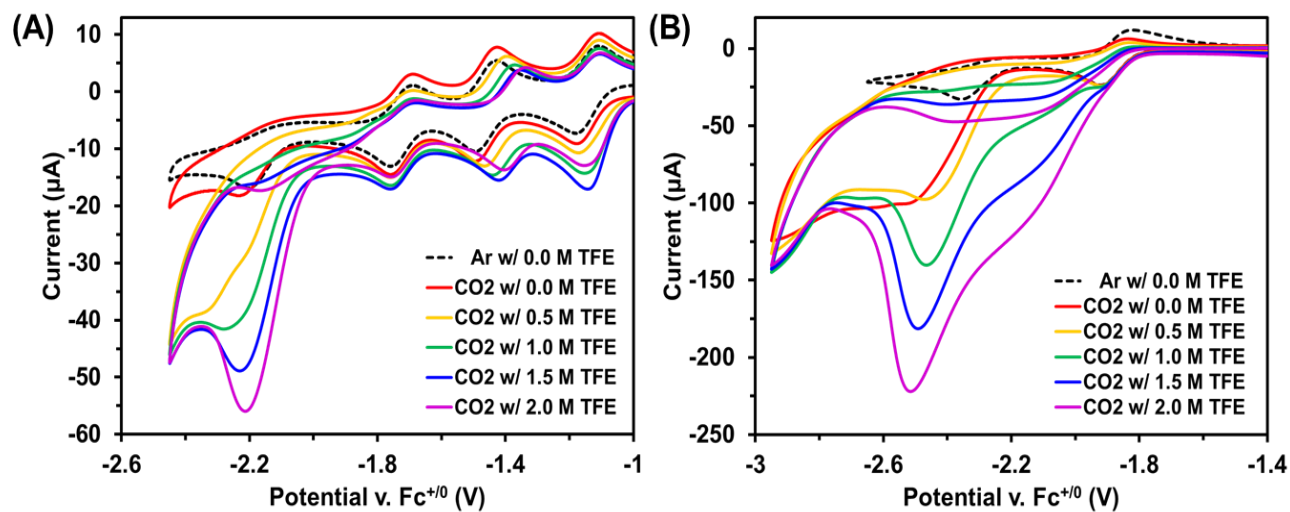 (A)
10
0
-10
-20
-30
-40
-50
-60
Current (µA)
Ar w/ 0.0 M TFE
CO2 w/ 0.0 M TFE
CO2 w/ 0.5 M TFE
CO2 w/ 1.0 M TFE
CO2 w/ 1.5 M TFE
CO2 w/ 2.0 M TFE
-2.6 -2.2 -1.8 -1.4 -1
Potential v. Fc+/0 (V)
(B)
0
-50
-100
-150
-200
-250
Current (µA)
Ar w/ 0.0 M TFE
CO2 w/ 0.0 M TFE
CO2 w/ 0.5 M TFE
CO2 w/ 1.0 M TFE
CO2 w/ 1.5 M TFE
CO2 w/ 2.0 M TFE
-3 -2.6 -2.2 -1.8 -1.4
Potential v. Fc+/0 (V)